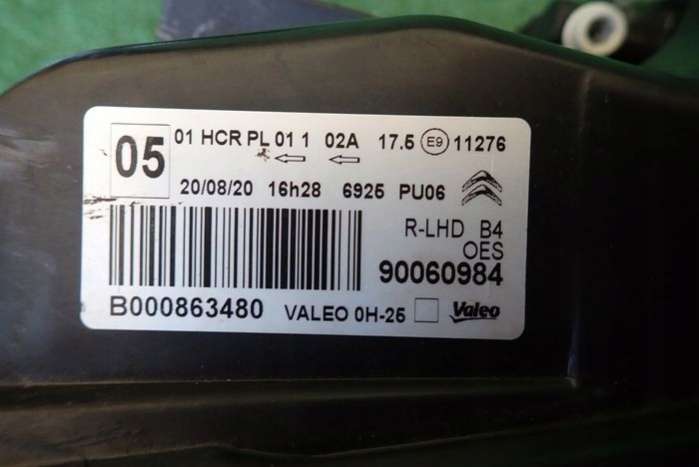 05
01 HCR PL 01 1 02A 17.5 E9 11276
20/08/20 16h28 6925 PU06
R-LHD B4
OES
90060984
B000863480 VALEO 0H-25 Valeo